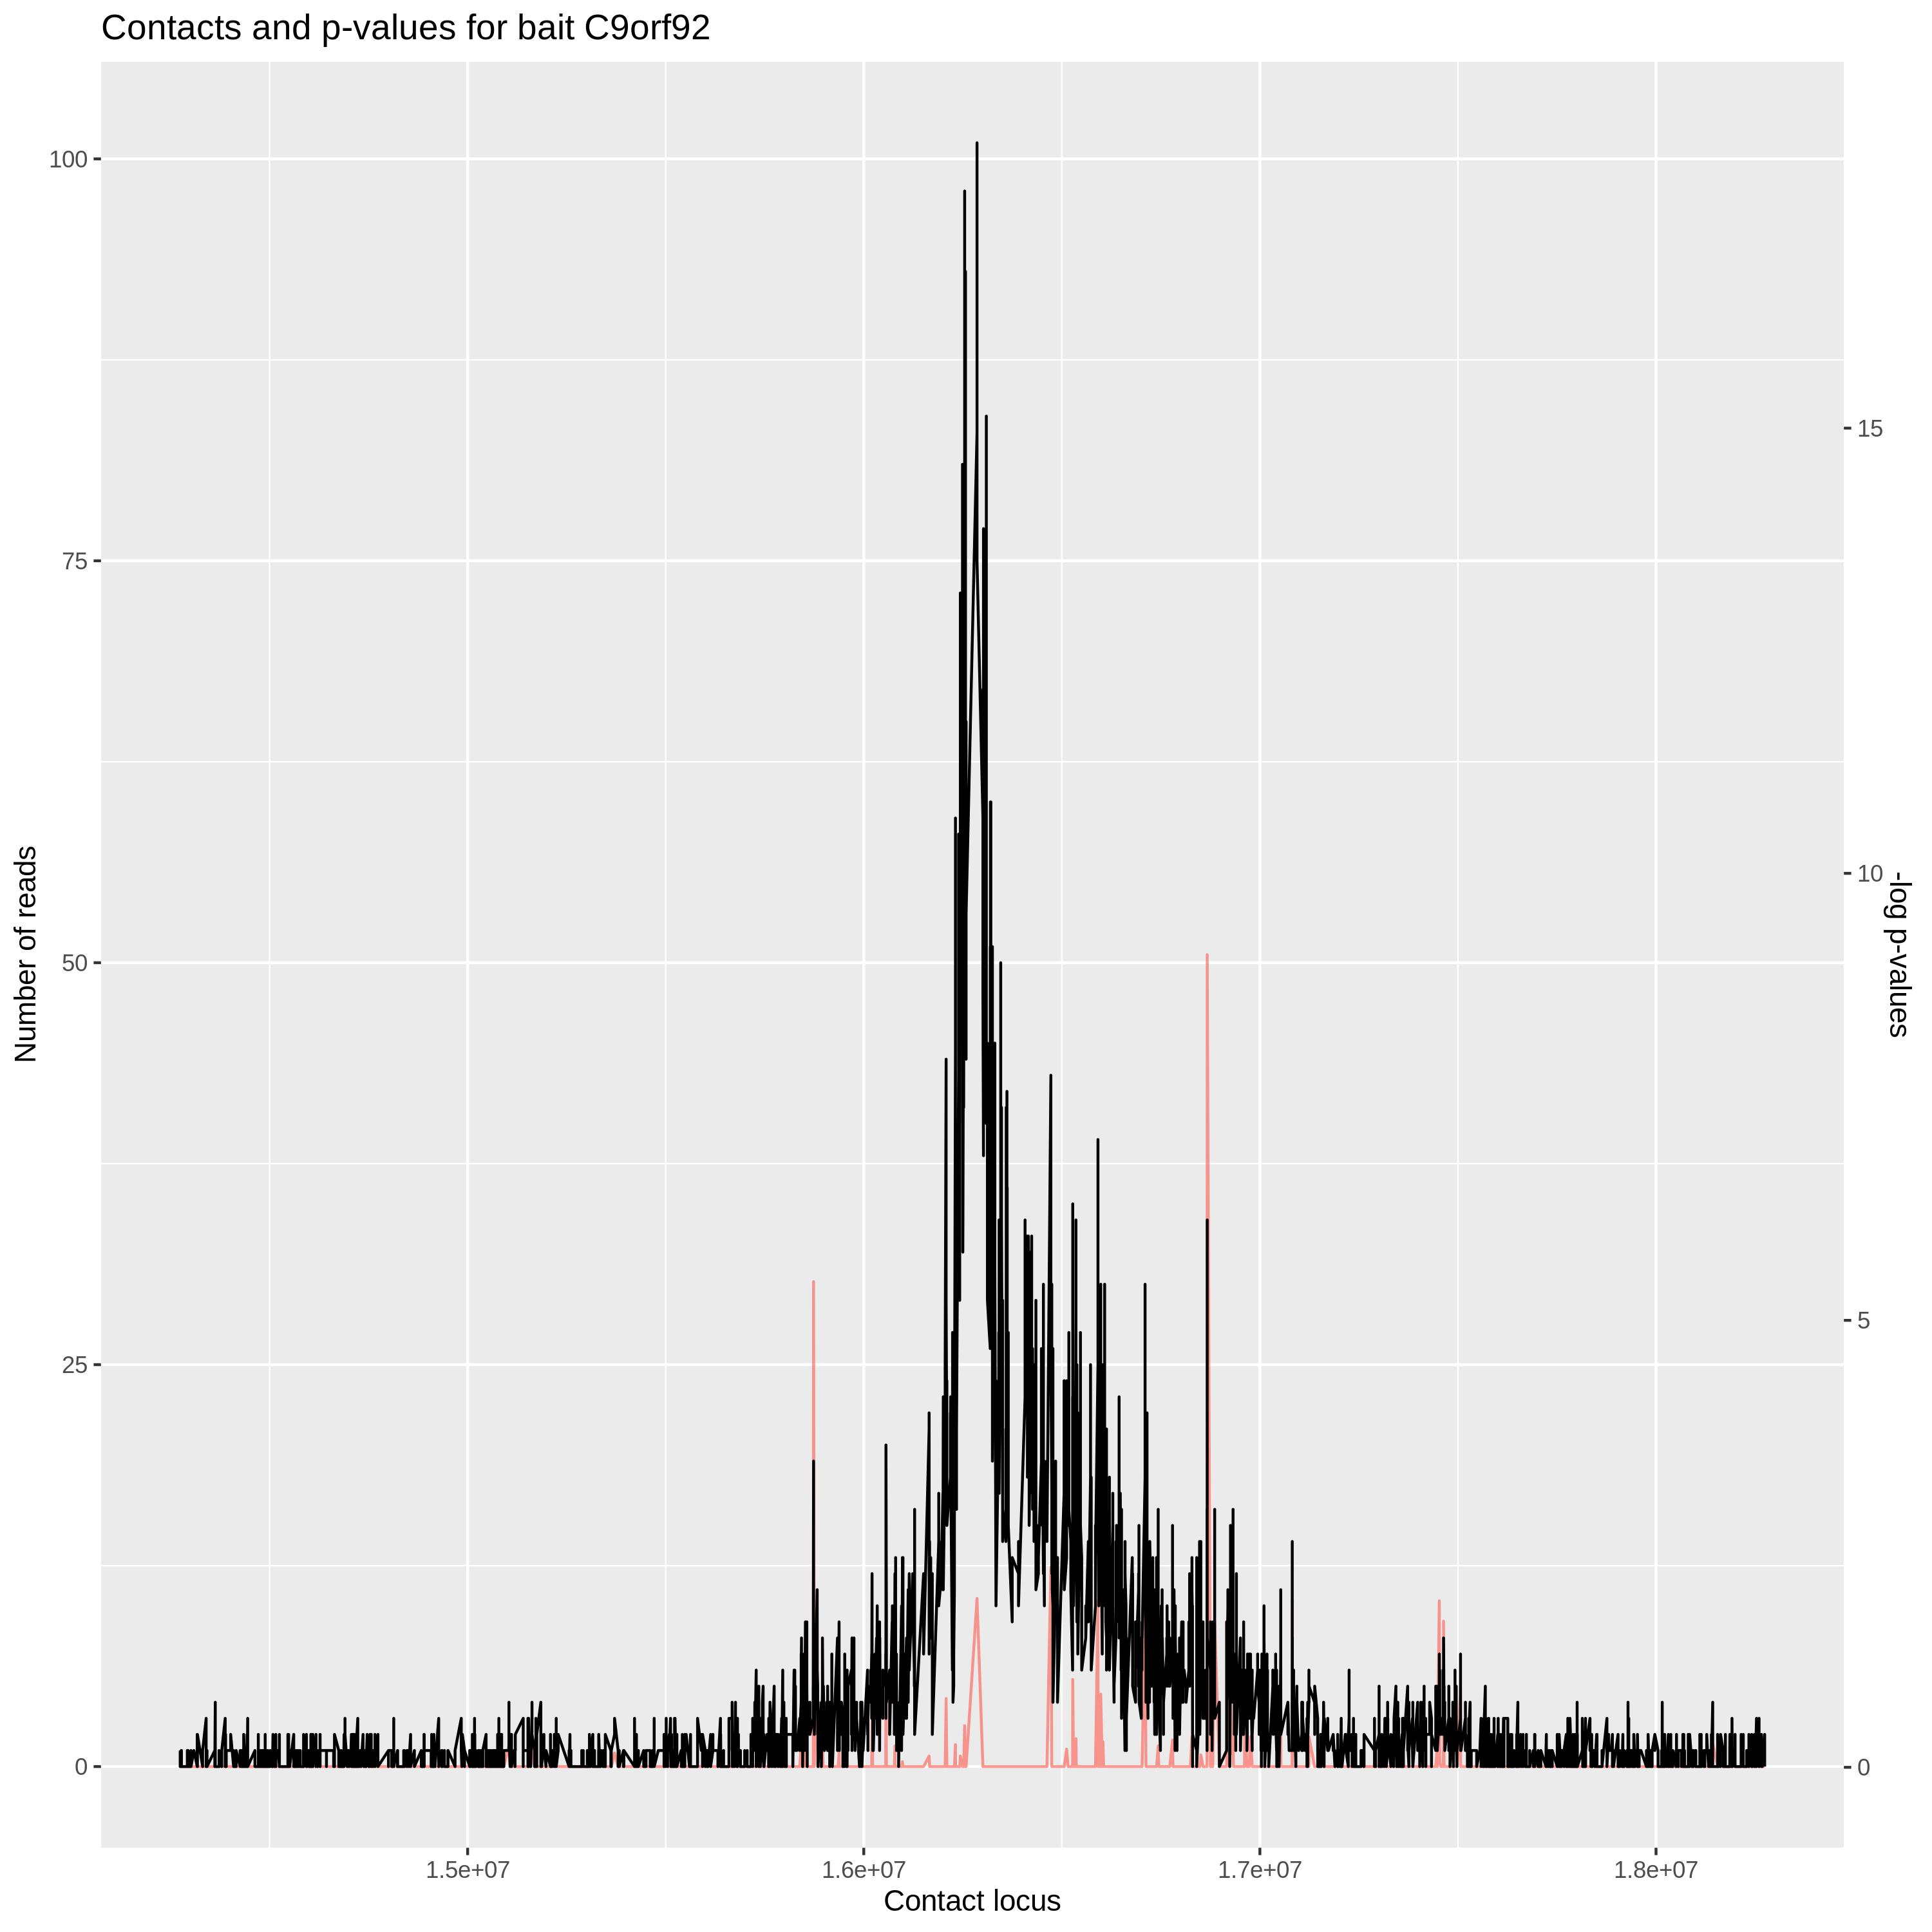 Contacts and p-values for bait C9orf92
100
75
50
25
0
Number of reads
15
10
5
0
-log p-values
1.5e+07
1.6e+07
1.7e+07
1.8e+07
Contact locus